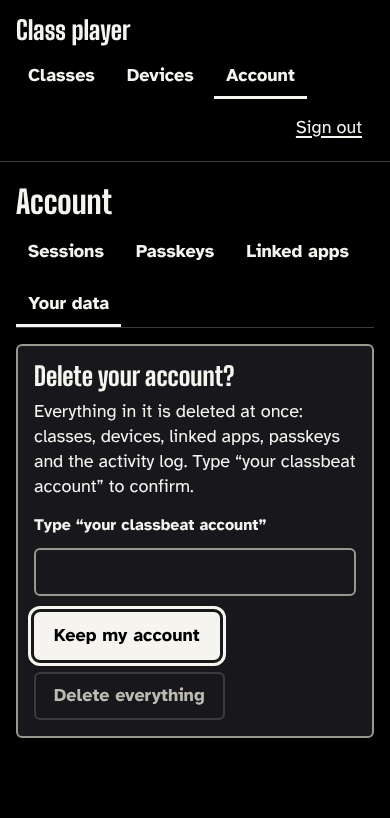 Class player
Classes Devices Account
Sign out
Account
Sessions Passkeys Linked apps
Your data
Delete your account?
Everything in it is deleted at once:
classes, devices, linked apps, passkeys
and the activity log. Type “your classbeat
account” to confirm.
Type “your classbeat account”
Keep my account
Delete everything